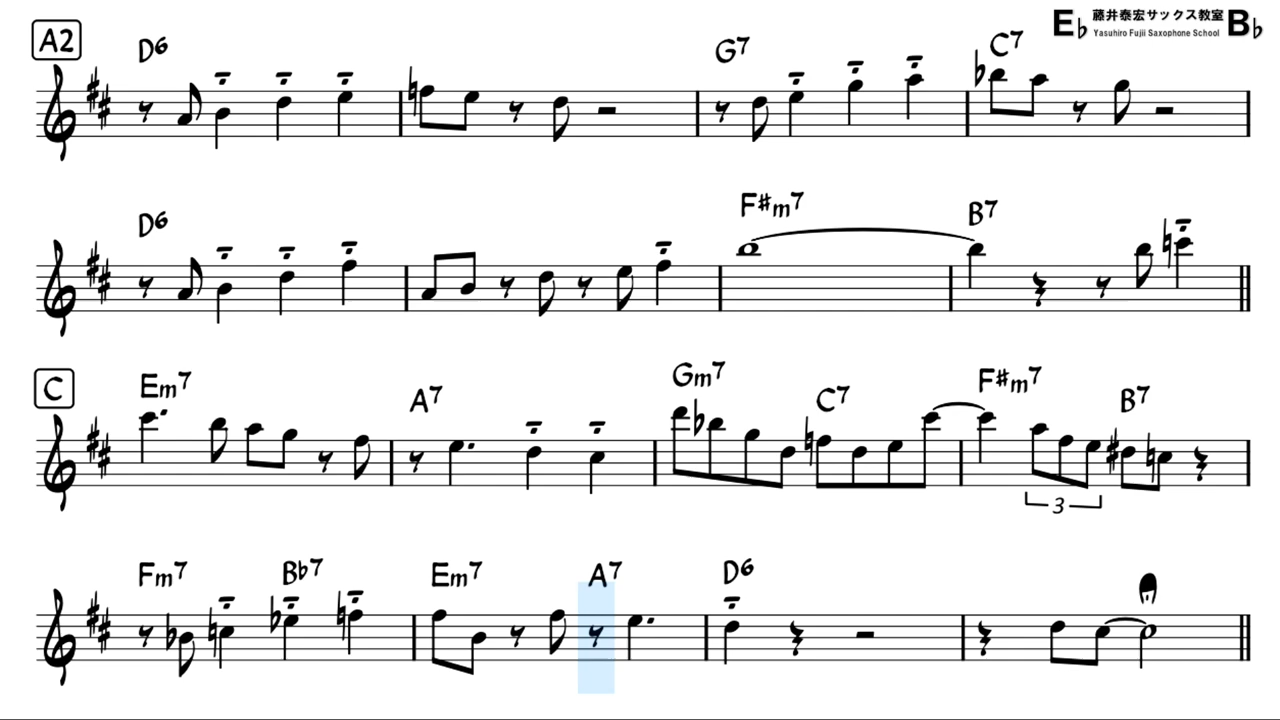 E♭ 藤井泰宏サックス教室 B♭
Yasuhiro Fujii Saxophone School
A2 D6 G7 C7
D6 F#m7 B7
C Em7 A7 Gm7 C7 F#m7 B7
3
Fm7 B♭7 Em7 A7 D6